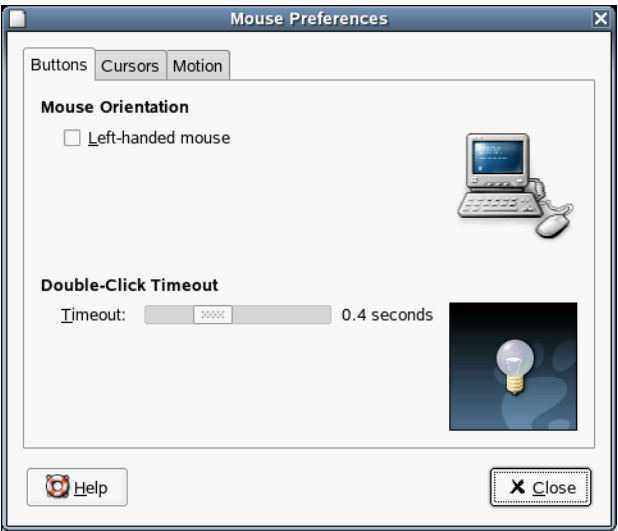 Mouse Preferences
Buttons Cursors Motion
Mouse Orientation
Left-handed mouse
Double-Click Timeout
Timeout: 0.4 seconds
Help Close